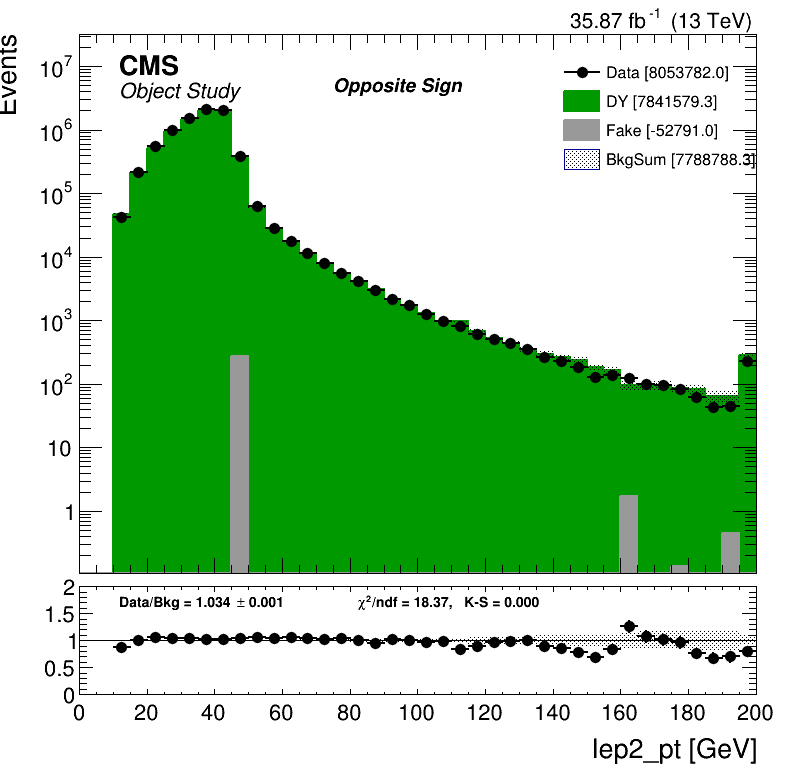 35.87 fb⁻¹ (13 TeV)
Events
CMS
Object Study
Opposite Sign
Data [8053782.0]
DY [7841579.3]
Fake [-52791.0]
BkgSum [7788788.3]
10⁷
10⁶
10⁵
10⁴
10³
10²
10
1
Data/Bkg = 1.034 ± 0.001
χ²/ndf = 18.37, K-S = 0.000
2
1.5
1
0.5
0
0 20 40 60 80 100 120 140 160 180 200
lep2_pt [GeV]